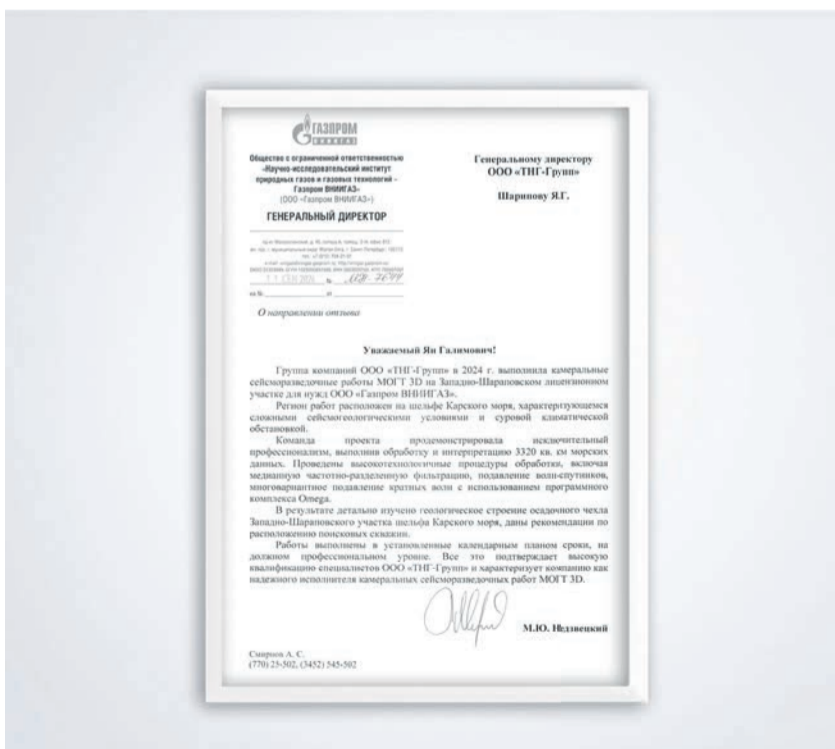 ГАЗПРОМ
ВНИИГАЗ
Общество с ограниченной ответственностью
«Научно-исследовательский институт
природных газов и газовых технологий –
Газпром ВНИИГАЗ»
(ООО «Газпром ВНИИГАЗ»)
ГЕНЕРАЛЬНЫЙ ДИРЕКТОР
на №
от
О направлении отзыва
Генеральному директору
ООО «ТНГ-Групп»
Шарипову Я.Г.
Уважаемый Ян Галимович!
Группа компаний ООО «ТНГ-Групп» в 2024 г. выполнила камеральные
сейсморазведочные работы МОГТ 3D на Западно-Шараповском лицензионном
участке для нужд ООО «Газпром ВНИИГАЗ».
Регион работ расположен на шельфе Карского моря, характеризующемся
сложными сейсмогеологическими условиями и суровой климатической
обстановкой.
Команда проекта продемонстрировала исключительный
профессионализм, выполнив обработку и интерпретацию 3320 кв. км морских
данных. Проведены высокотехнологичные процедуры обработки, включая
медианную частотно-разделенную фильтрацию, подавление волн-спутников,
многовариантное подавление кратных волн с использованием программного
комплекса Omega.
В результате детально изучено геологическое строение осадочного чехла
Западно-Шараповского участка шельфа Карского моря, даны рекомендации по
расположению поисковых скважин.
Работы выполнены в установленные календарным планом сроки, на
должном профессиональном уровне. Все это подтверждает высокую
квалификацию специалистов ООО «ТНГ-Групп» и характеризует компанию как
надежного исполнителя камеральных сейсморазведочных работ МОГТ 3D.
М.Ю. Недзвецкий
Смирнов А. С.
(770) 23-502, (3452) 545-502